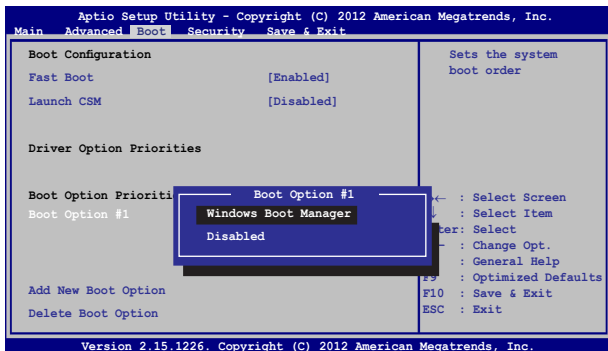 Aptio Setup Utility - Copyright (C) 2012 American Megatrends, Inc.
Main Advanced Boot Security Save & Exit
Boot Configuration
Fast Boot [Enabled]
Launch CSM [Disabled]
Driver Option Priorities
Boot Option Prioriti
Boot Option #1
Boot Option #1
Windows Boot Manager
Disabled
Add New Boot Option
Delete Boot Option
Sets the system
boot order
← : Select Screen
: Select Item
ter: Select
: Change Opt.
: General Help
F9 : Optimized Defaults
F10 : Save & Exit
ESC : Exit
Version 2.15.1226. Copyright (C) 2012 American Megatrends, Inc.